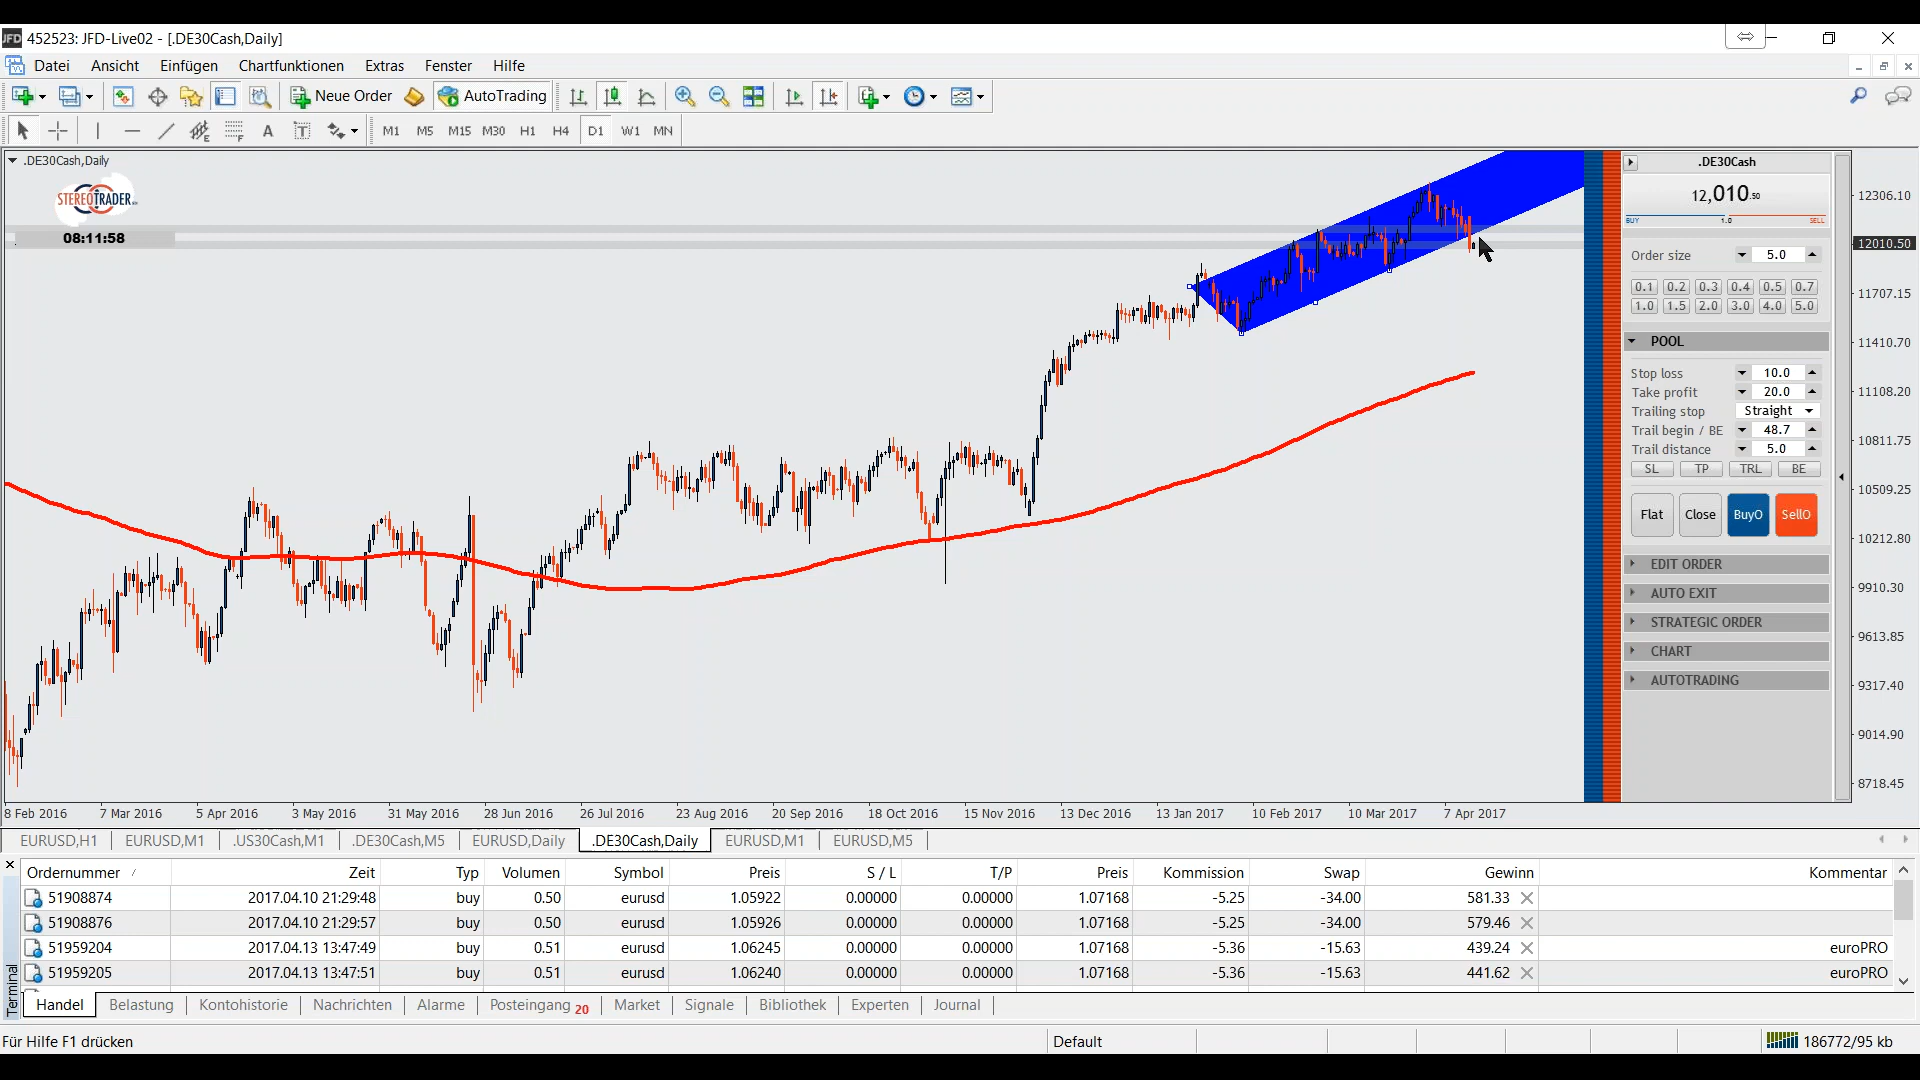 JFD 452523: JFD-Live02 - [.DE30Cash,Daily]
Datei Ansicht Einfügen Chartfunktionen Extras Fenster Hilfe
Neue Order AutoTrading
A T M1 M5 M15 M30 H1 H4 D1 W1 MN
.DE30Cash,Daily
STEREOTRADER
08:11:58
.DE30Cash
12,010.50
BUY 1.0 SELL
Order size 5.0
0.1 0.2 0.3 0.4 0.5 0.7
1.0 1.5 2.0 3.0 4.0 5.0
POOL
Stop loss 10.0
Take profit 20.0
Trailing stop Straight
Trail begin / BE 48.7
Trail distance 5.0
SL TP TRL BE
Flat Close BuyO SellO
EDIT ORDER
AUTO EXIT
STRATEGIC ORDER
CHART
AUTOTRADING
12306.10
12010.50
11707.15
11410.70
11108.20
10811.75
10509.25
10212.80
9910.30
9613.85
9317.40
9014.90
8718.45
8 Feb 2016 7 Mar 2016 5 Apr 2016 3 May 2016 31 May 2016 28 Jun 2016 26 Jul 2016 23 Aug 2016 20 Sep 2016 18 Oct 2016 15 Nov 2016 13 Dec 2016 13 Jan 2017 10 Feb 2017 10 Mar 2017 7 Apr 2017
EURUSD,H1 EURUSD,M1 .US30Cash,M1 .DE30Cash,M5 EURUSD,Daily .DE30Cash,Daily EURUSD,M1 EURUSD,M5
Ordernummer / Zeit Typ Volumen Symbol Preis S / L T/P Preis Kommission Swap Gewinn Kommentar
51908874 2017.04.10 21:29:48 buy 0.50 eurusd 1.05922 0.00000 0.00000 1.07168 -5.25 -34.00 581.33
51908876 2017.04.10 21:29:57 buy 0.50 eurusd 1.05926 0.00000 0.00000 1.07168 -5.25 -34.00 579.46
51959204 2017.04.13 13:47:49 buy 0.51 eurusd 1.06245 0.00000 0.00000 1.07168 -5.36 -15.63 439.24 euroPRO
51959205 2017.04.13 13:47:51 buy 0.51 eurusd 1.06240 0.00000 0.00000 1.07168 -5.36 -15.63 441.62 euroPRO
Terminal
Handel Belastung Kontohistorie Nachrichten Alarme Posteingang 20 Market Signale Bibliothek Experten Journal
Für Hilfe F1 drücken Default 186772/95 kb